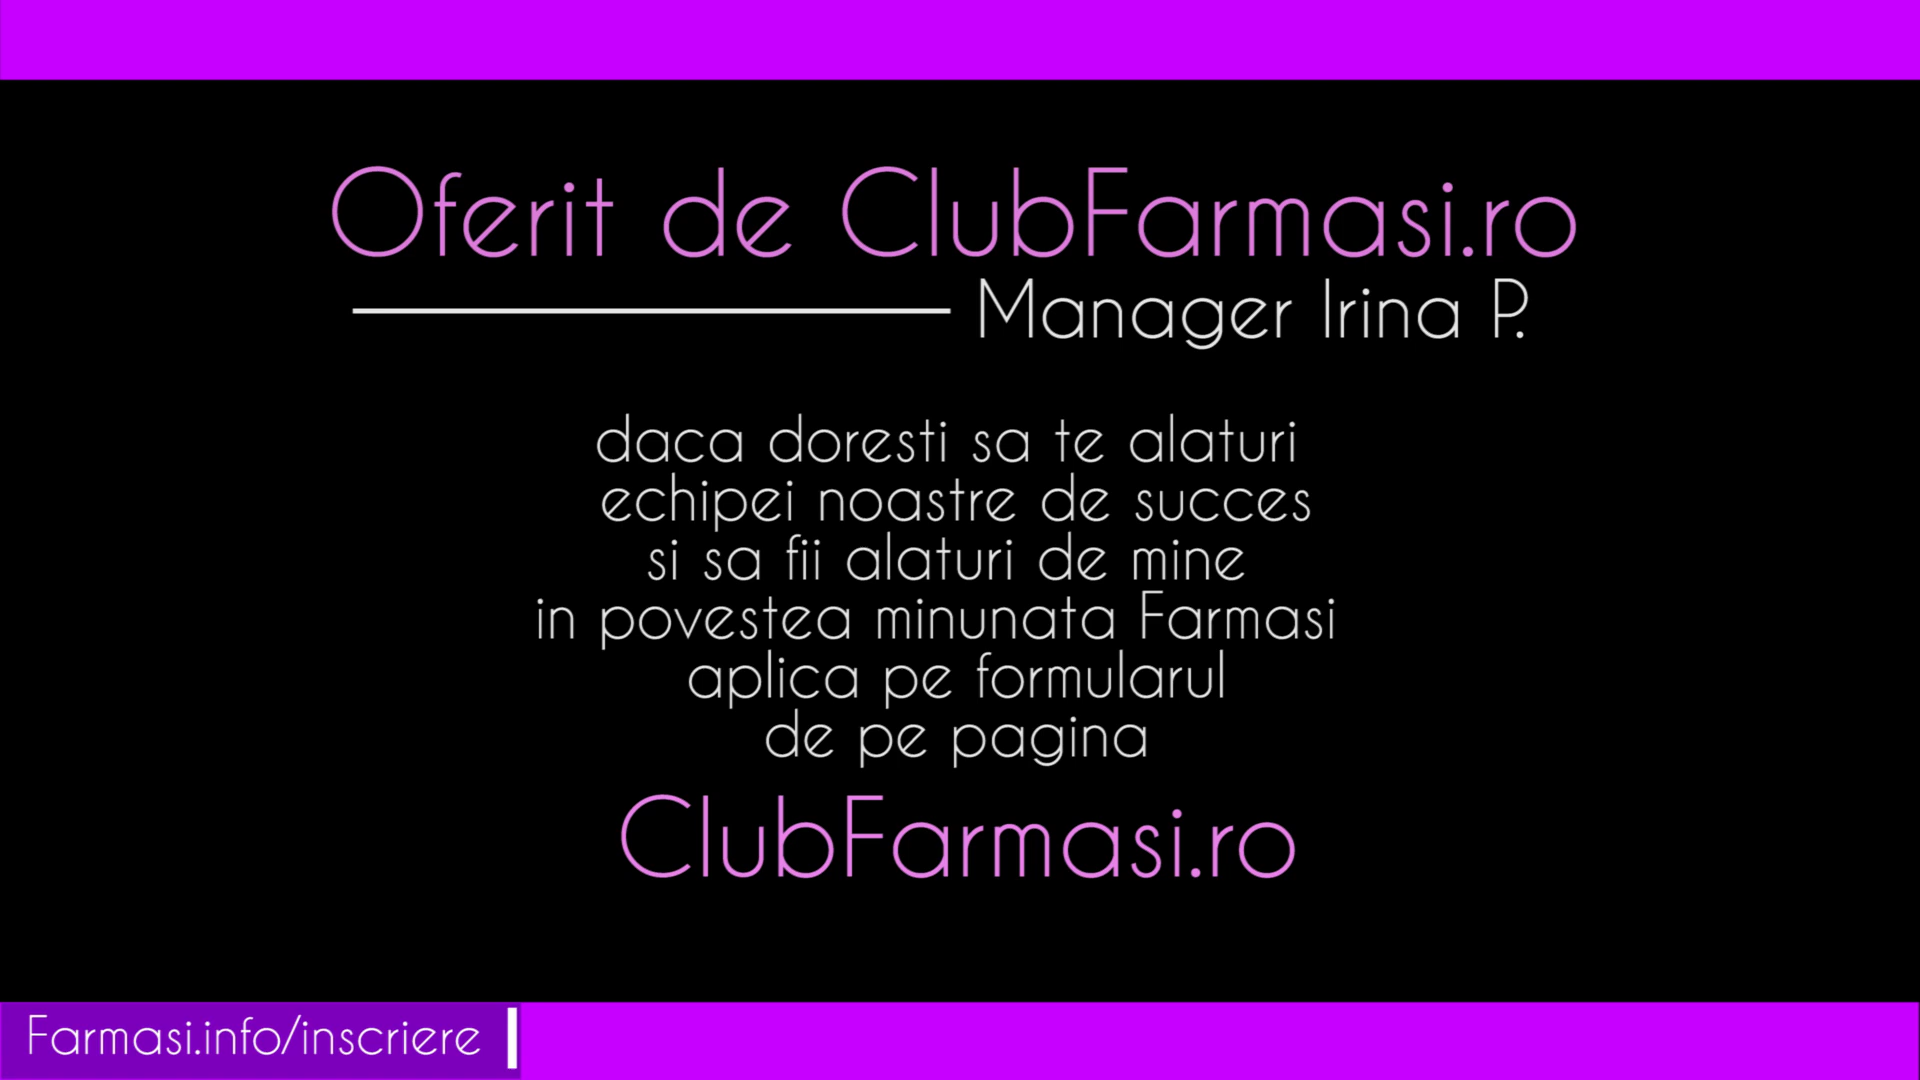 Oferit de ClubFarmasi.ro
Manager Irina P.
daca doresti sa te alaturi
echipei noastre de succes
si sa fii alaturi de mine
in povestea minunata Farmasi
aplica pe formularul
de pe pagina
ClubFarmasi.ro
Farmasi.info/inscriere